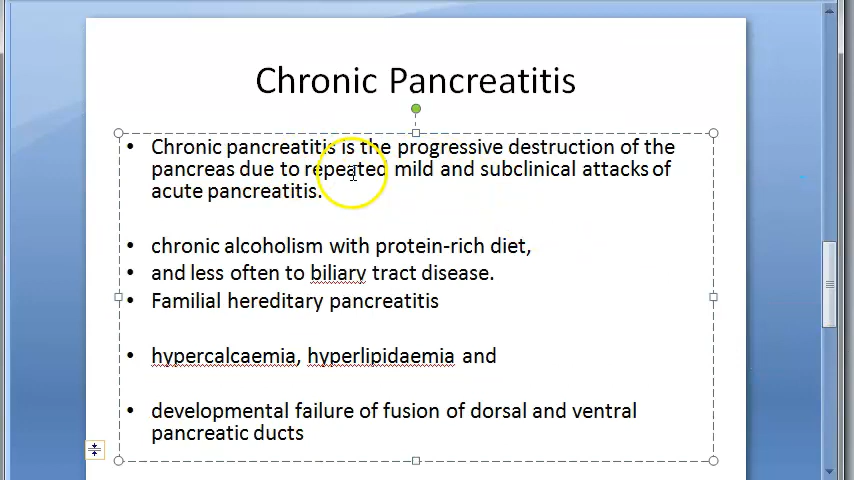 Chronic Pancreatitis
• Chronic pancreatitis is the progressive destruction of the
pancreas due to repeated mild and subclinical attacks of
acute pancreatitis.
• chronic alcoholism with protein-rich diet,
• and less often to biliary tract disease.
• Familial hereditary pancreatitis
• hypercalcaemia, hyperlipidaemia and
• developmental failure of fusion of dorsal and ventral
pancreatic ducts